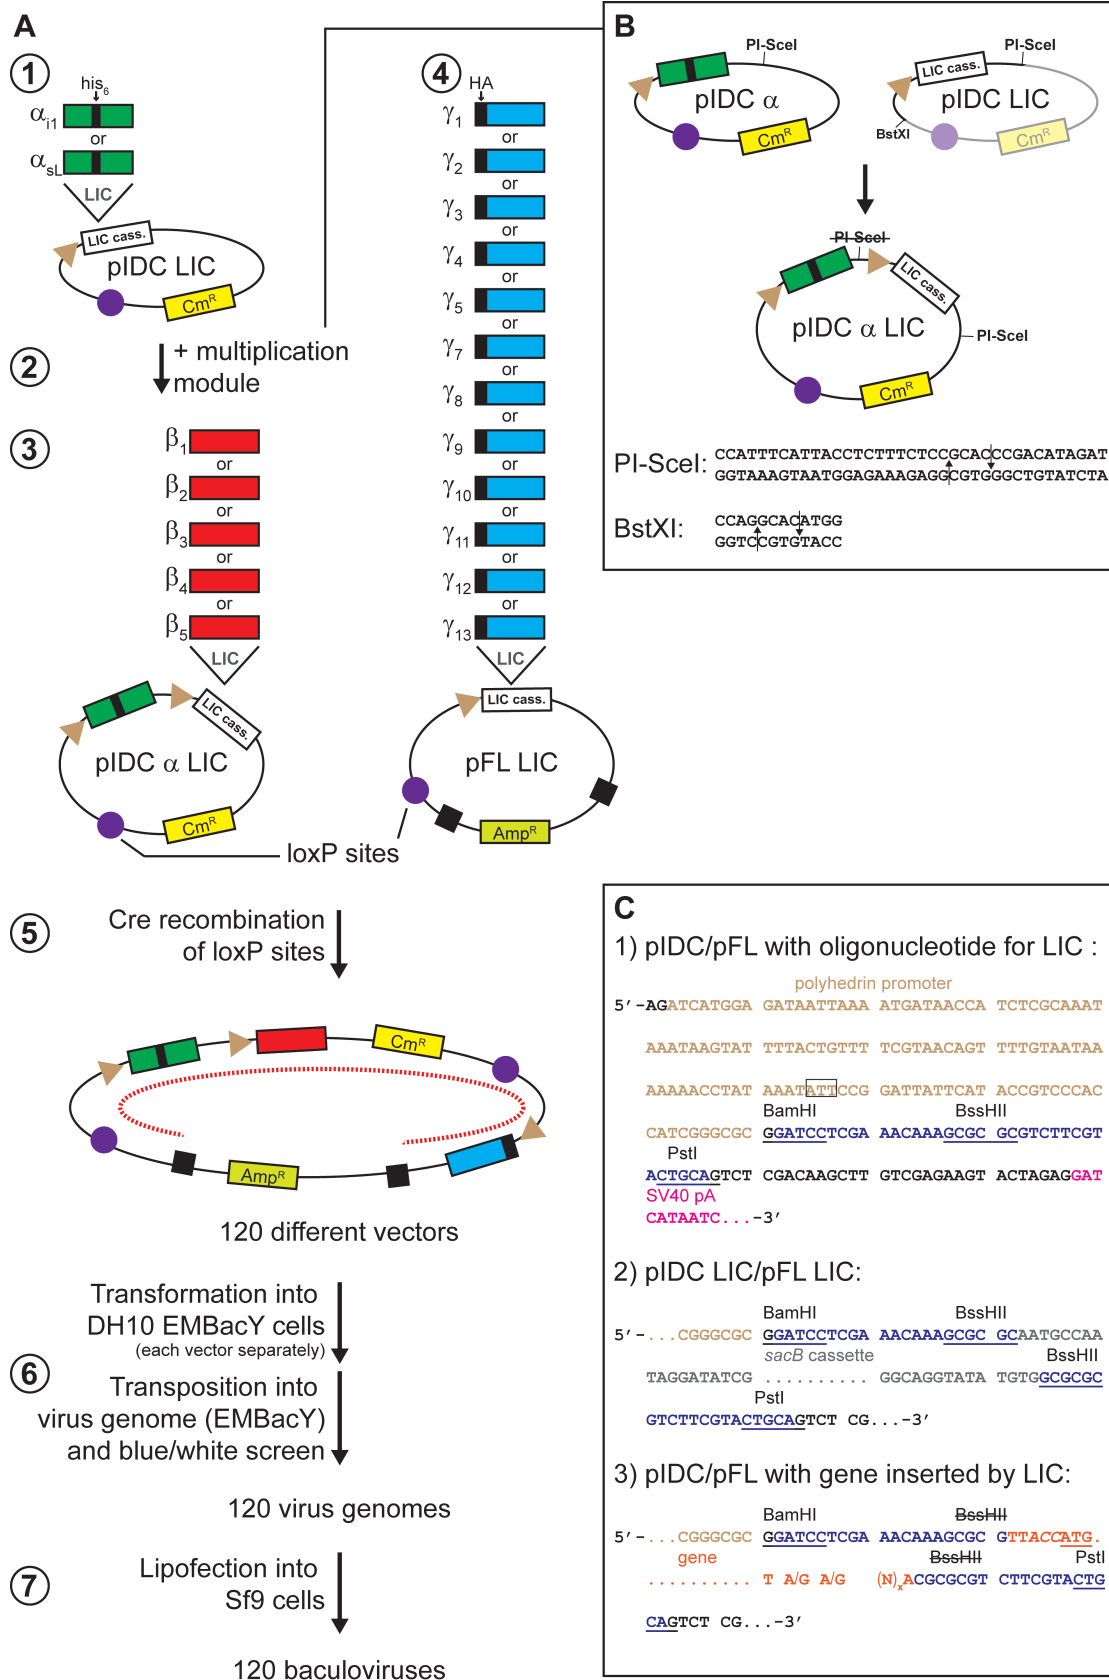 A
1
his6
αi1
or
αsL
LIC
LIC cass.
pIDC LIC
CmR
2
+ multiplication
module
3
β1
or
β2
or
β3
or
β4
or
β5
LIC
LIC cass.
pIDC α LIC
CmR
4
HA
γ1
or
γ2
or
γ3
or
γ4
or
γ5
or
γ7
or
γ8
or
γ9
or
γ10
or
γ11
or
γ12
or
γ13
LIC
LIC cass.
pFL LIC
AmpR
loxP sites
5
Cre recombination
of loxP sites
CmR
AmpR
120 different vectors
6
Transformation into
DH10 EMBacY cells
(each vector separately)
Transposition into
virus genome (EMBacY)
and blue/white screen
120 virus genomes
7
Lipofection into
Sf9 cells
120 baculoviruses
B
PI-SceI
pIDC α
CmR
PI-SceI
LIC cass.
pIDC LIC
BstXI
CmR
PI-SceI
LIC cass.
pIDC α LIC
PI-SceI
CmR
PI-SceI:
CCATTTCATTACCTCTTTCTCCGCACCCGACATAGAT
GGTAAAGTAATGGAGAAAGAGGCGTGGGCTGTATCTA
BstXI:
CCAGGCACATGG
GGTCCGTGTACC
C
1) pIDC/pFL with oligonucleotide for LIC :
polyhedrin promoter
5’-AGATCATGGA GATAATTAAA ATGATAACCA TCTCGCAAAT
AAATAAGTAT TTTACTGTTT TCGTAACAGT TTTGTAATAA
AAAAACCTAT AAATATTCCG GATTATTCAT ACCGTCCCAC
BamHI BssHII
CATCGGGCGC GGATCCTCGA AACAAAGCGC GCGTCTTCGT
PstI
ACTGCAGTCT CGACAAGCTT GTCGAGAAGT ACTAGAGGAT
SV40 pA
CATAATC...-3’
2) pIDC LIC/pFL LIC:
BamHI BssHII
5’-...CGGGCGC GGATCCTCGA AACAAAGCGC GCAATGCCAA
sacB cassette BssHII
TAGGATATCG .......... GGCAGGTATA TGTGGCGCGC
PstI
GTCTTCGTACTGCAGTCT CG...-3’
3) pIDC/pFL with gene inserted by LIC:
BamHI BssHII
5’-...CGGGCGC GGATCCTCGA AACAAAGCGC GTTACCATG.
gene BssHII PstI
.......... T A/G A/G (N)xACGCGCGT CTTCGTACTG
CAGTCT CG...-3’